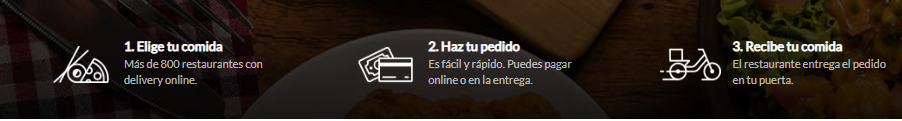 1. Elige tu comida
Más de 800 restaurantes con
delivery online.
2. Haz tu pedido
Es fácil y rápido. Puedes pagar
online o en la entrega.
3. Recibe tu comida
El restaurante entrega el pedido
en tu puerta.